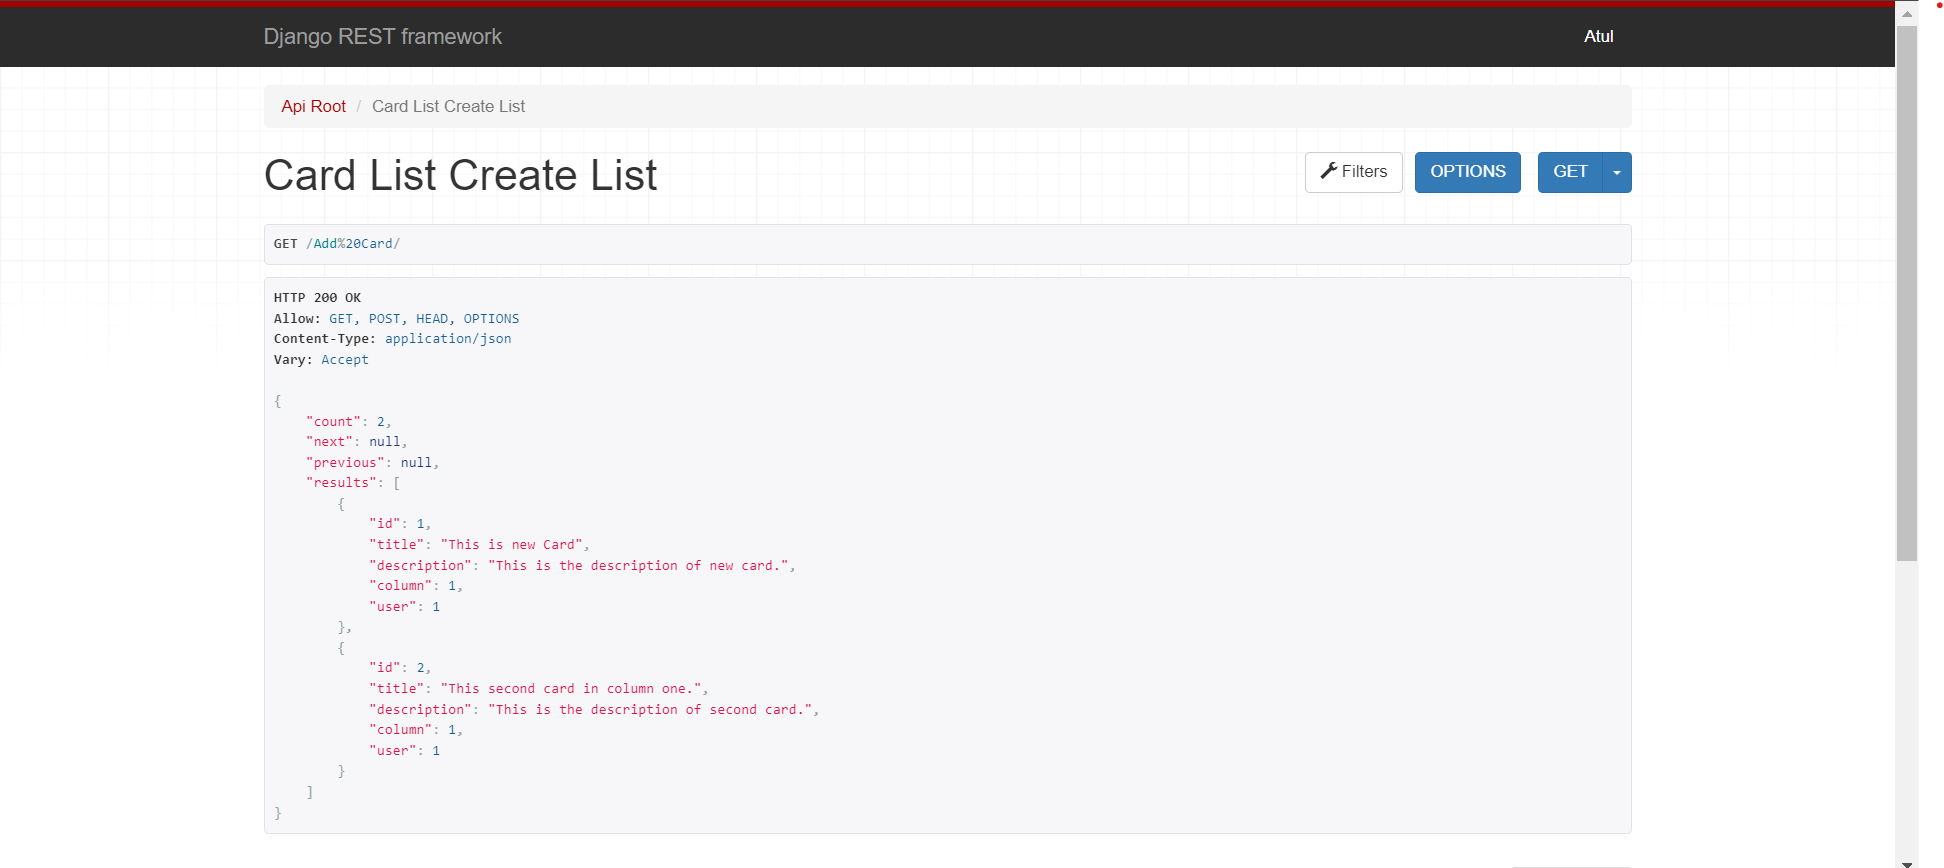 Django REST framework
Atul
Api Root / Card List Create List
Card List Create List
Filters
OPTIONS
GET
GET /Add%20Card/
HTTP 200 OK
Allow: GET, POST, HEAD, OPTIONS
Content-Type: application/json
Vary: Accept
{
    "count": 2,
    "next": null,
    "previous": null,
    "results": [
        {
            "id": 1,
            "title": "This is new Card",
            "description": "This is the description of new card.",
            "column": 1,
            "user": 1
        },
        {
            "id": 2,
            "title": "This second card in column one.",
            "description": "This is the description of second card.",
            "column": 1,
            "user": 1
        }
    ]
}